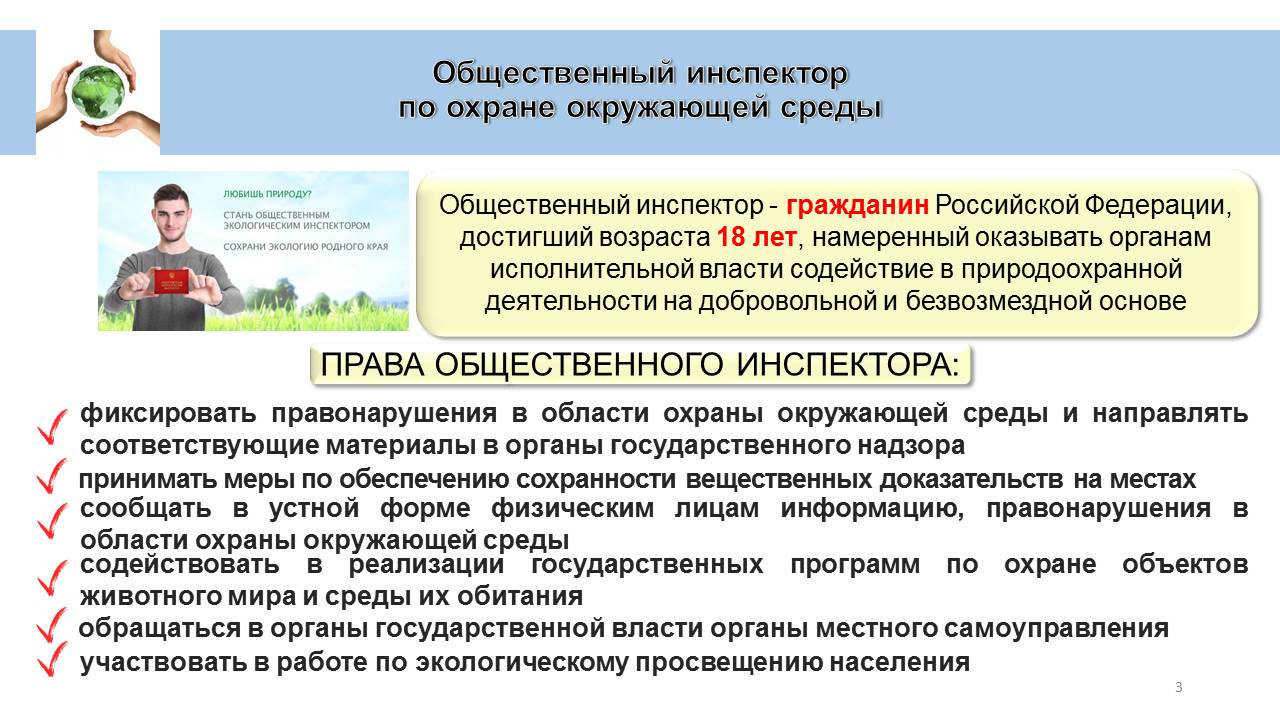 Общественный инспектор
по охране окружающей среды
ЛЮБИШЬ ПРИРОДУ?
СТАНЬ ОБЩЕСТВЕННЫМ
ЭКОЛОГИЧЕСКИМ ИНСПЕКТОРОМ
СОХРАНИ ЭКОЛОГИЮ РОДНОГО КРАЯ
Общественный инспектор - гражданин Российской Федерации,
достигший возраста 18 лет, намеренный оказывать органам
исполнительной власти содействие в природоохранной
деятельности на добровольной и безвозмездной основе
ПРАВА ОБЩЕСТВЕННОГО ИНСПЕКТОРА:
фиксировать правонарушения в области охраны окружающей среды и направлять
соответствующие материалы в органы государственного надзора
принимать меры по обеспечению сохранности вещественных доказательств на местах
сообщать в устной форме физическим лицам информацию, правонарушения в
области охраны окружающей среды
содействовать в реализации государственных программ по охране объектов
животного мира и среды их обитания
обращаться в органы государственной власти органы местного самоуправления
участвовать в работе по экологическому просвещению населения
3